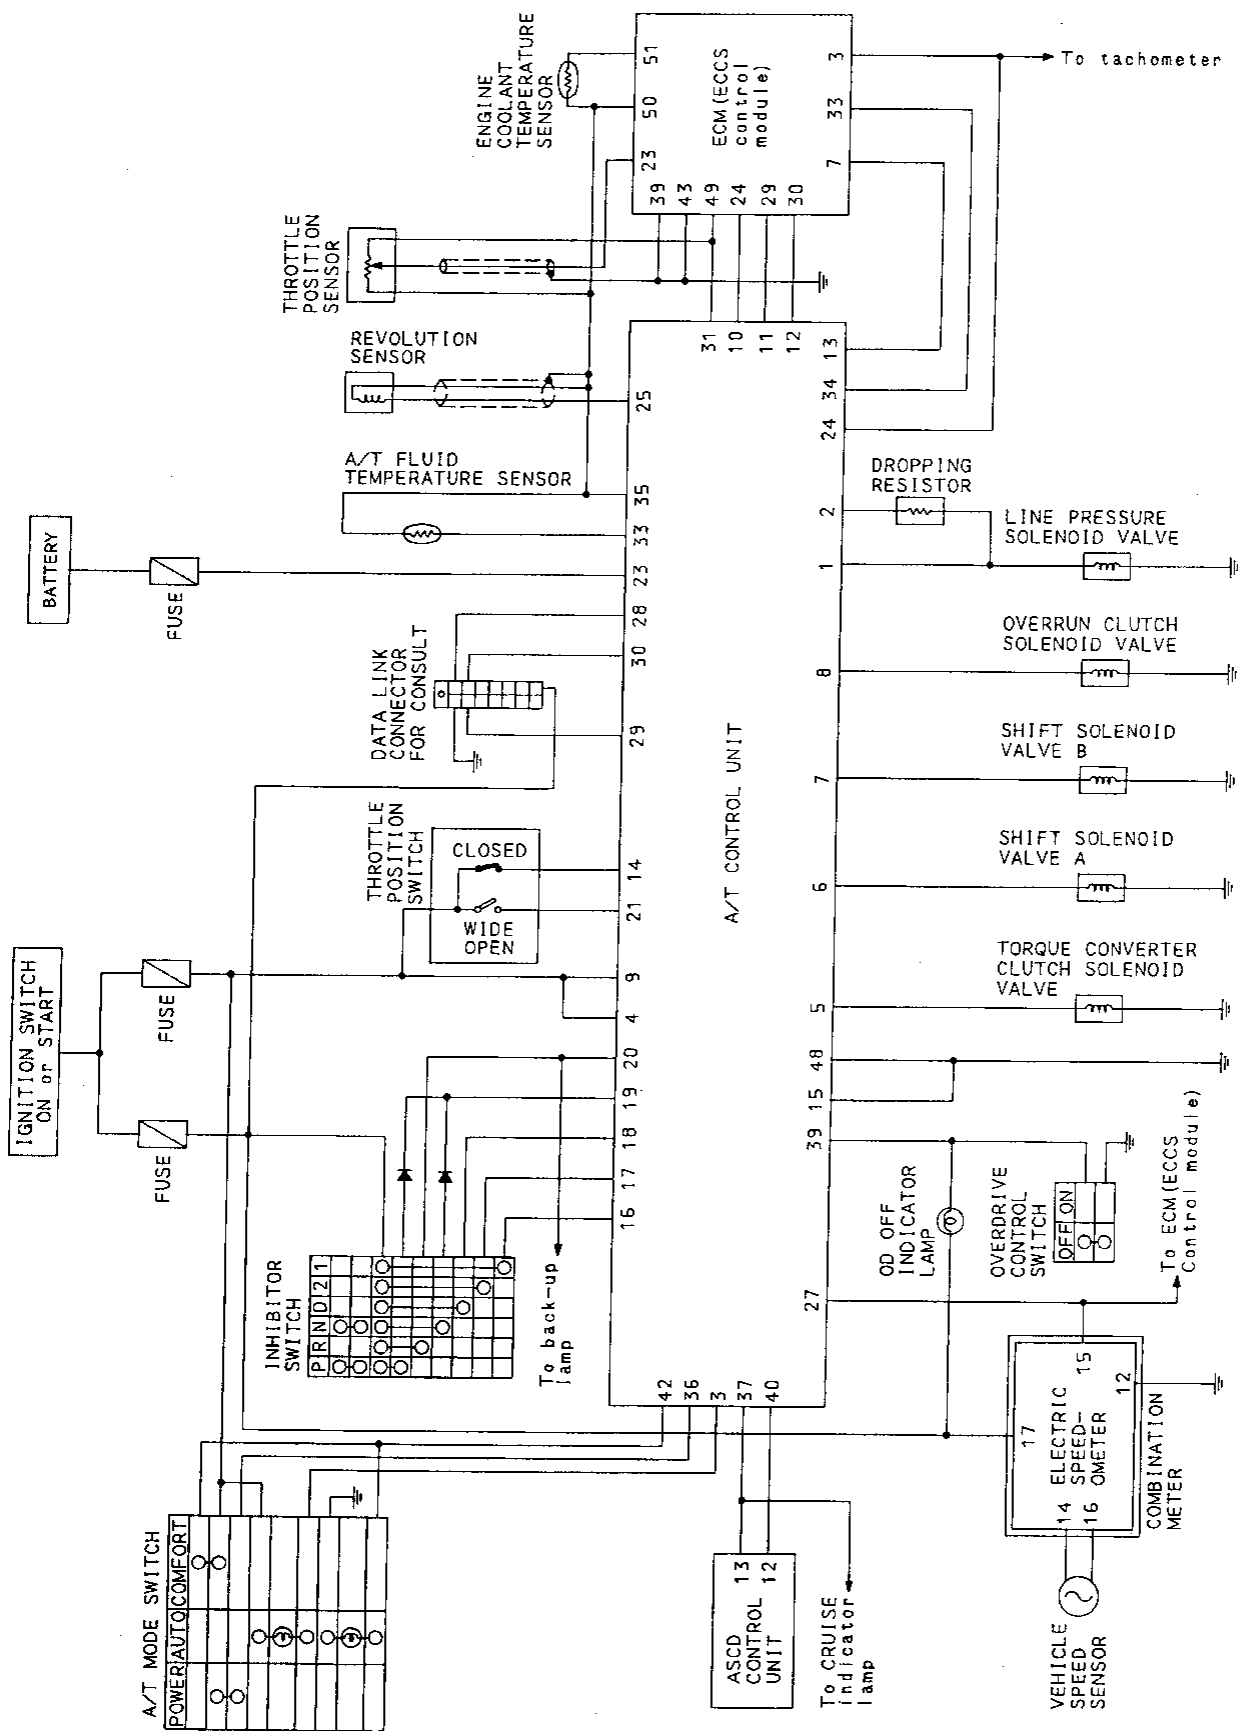 ENGINE
COOLANT
TEMPERATURE
SENSOR
51
50
23
ECM(ECCS
control
module)
3
33
7
39
43
49
24
29
30
To tachometer
THROTTLE
POSITION
SENSOR
REVOLUTION
SENSOR
A/T FLUID
TEMPERATURE SENSOR
BATTERY
FUSE
DATA LINK
CONNECTOR
FOR CONSULT
THROTTLE
POSITION
SWITCH
CLOSED
WIDE
OPEN
IGNITION SWITCH
ON or START
FUSE
FUSE
31
10
11
12
13
34
24
25
35
33
23
28
30
29
14
21
9
4
20
19
18
17
16
A/T CONTROL UNIT
2
1
8
7
6
5
48
15
39
27
42
36
3
37
40
DROPPING
RESISTOR
LINE PRESSURE
SOLENOID VALVE
OVERRUN CLUTCH
SOLENOID VALVE
SHIFT SOLENOID
VALVE B
SHIFT SOLENOID
VALVE A
TORQUE CONVERTER
CLUTCH SOLENOID
VALVE
INHIBITOR
SWITCH
P R N D 2 1
To back-up
lamp
OD OFF
INDICATOR
LAMP
OVERDRIVE
CONTROL
SWITCH
OFF ON
To ECM(ECCS
Control module)
A/T MODE SWITCH
POWER AUTO COMFORT
ASCD
CONTROL
UNIT
13
12
To CRUISE
indicator
lamp
17
15
12
14
16
ELECTRIC
SPEED-
OMETER
COMBINATION
METER
VEHICLE
SPEED
SENSOR